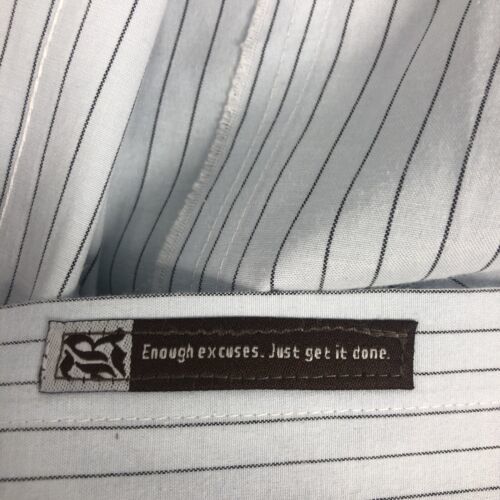 R
Enough excuses. Just get it done.